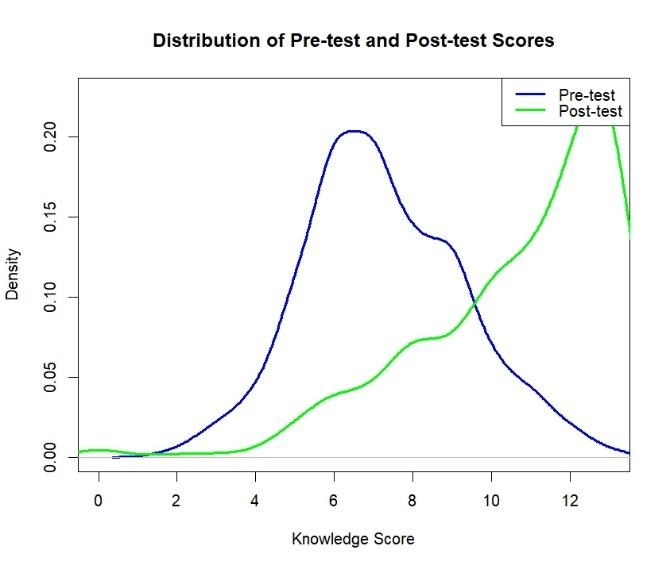 Distribution of Pre-test and Post-test Scores
Pre-test
Post-test
0.20
0.15
0.10
0.05
0.00
Density
0 2 4 6 8 10 12
Knowledge Score